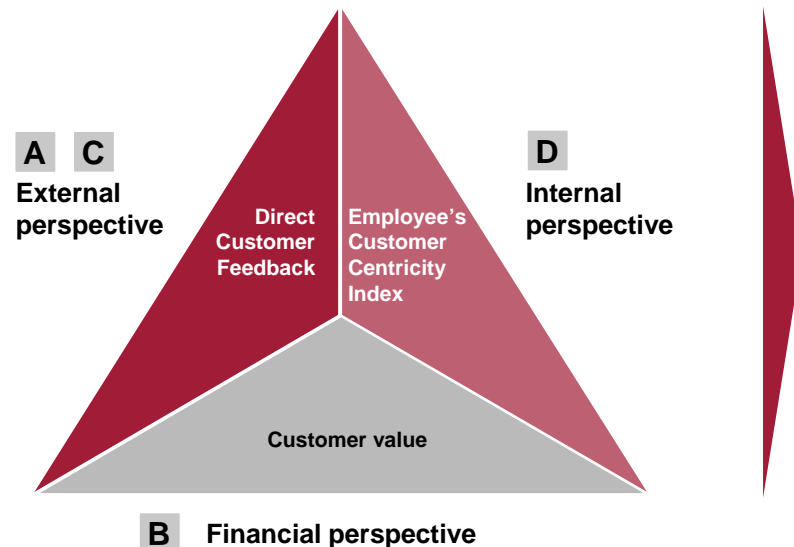 A C
External
perspective
Direct
Customer
Feedback
Employee's
Customer
Centricity
Index
D
Internal
perspective
Customer value
B Financial perspective